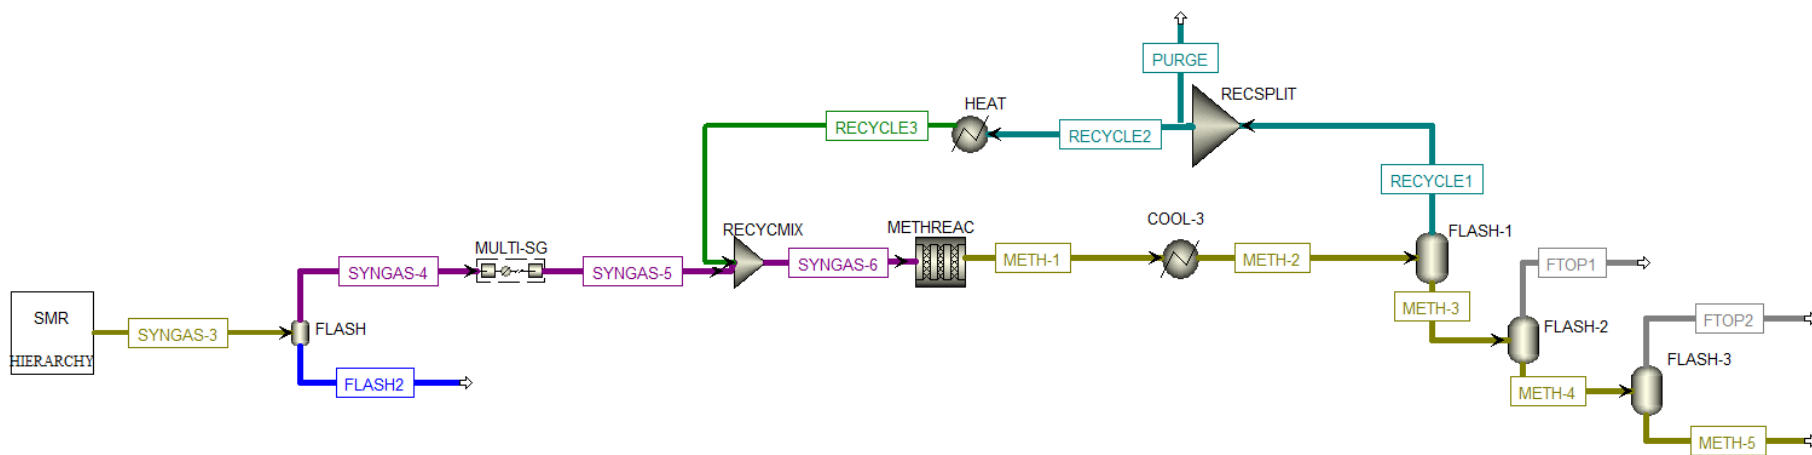 PURGE
RECSPLIT
HEAT
RECYCLE3
RECYCLE2
RECYCLE1
RECYCMIX
METHREAC
COOL-3
FLASH-1
MULTI-SG
SYNGAS-4
SYNGAS-5
SYNGAS-6
METH-1
METH-2
FTOP1
SMR
HIERARCHY
SYNGAS-3
FLASH
METH-3
FLASH-2
FTOP2
FLASH2
FLASH-3
METH-4
METH-5